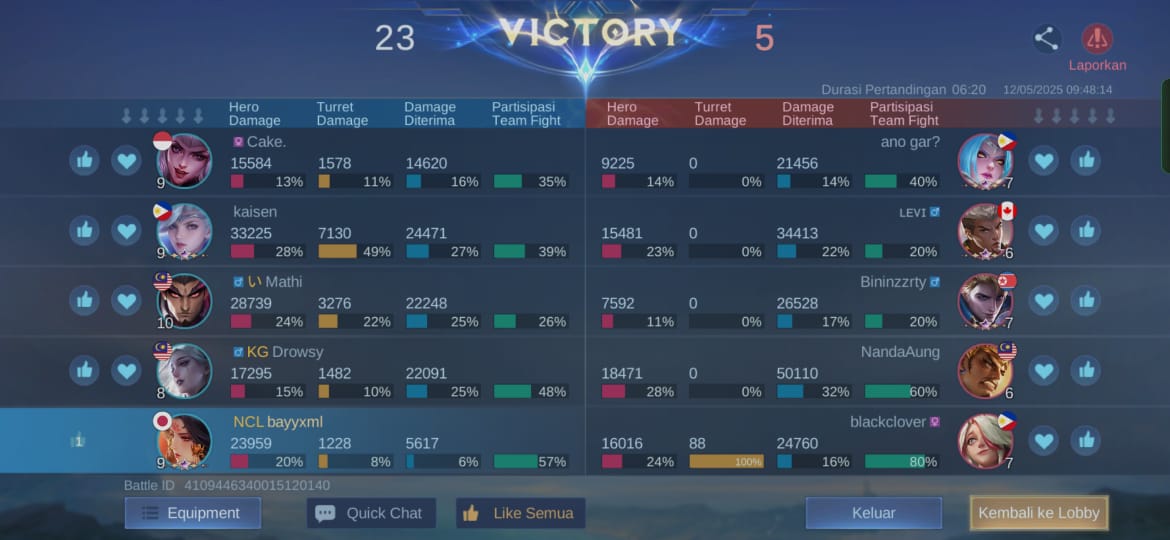 23 VICTORY 5
Laporkan
Durasi Pertandingan 06:20 12/05/2025 09:48:14
Hero Damage Turret Damage Damage Diterima Partisipasi Team Fight
Hero Damage Turret Damage Damage Diterima Partisipasi Team Fight
Cake.
15584 1578 14620
9 13% 11% 16% 35%
ano gar?
9225 0 21456
14% 0% 14% 40% 7
kaisen
33225 7130 24471
9 28% 49% 27% 39%
LEVI
15481 0 34413
23% 0% 22% 20% 6
い Mathi
28739 3276 22248
10 24% 22% 25% 26%
Bininzzrty
7592 0 26528
11% 0% 17% 20% 7
KG Drowsy
17295 1482 22091
8 15% 10% 25% 48%
NandaAung
18471 0 50110
28% 0% 32% 60% 6
NCL bayyxml
1 23959 1228 5617
9 20% 8% 6% 57%
blackclover
16016 88 24760
24% 100% 16% 80% 7
Battle ID 4109446340015120140
Equipment Quick Chat Like Semua Keluar Kembali ke Lobby